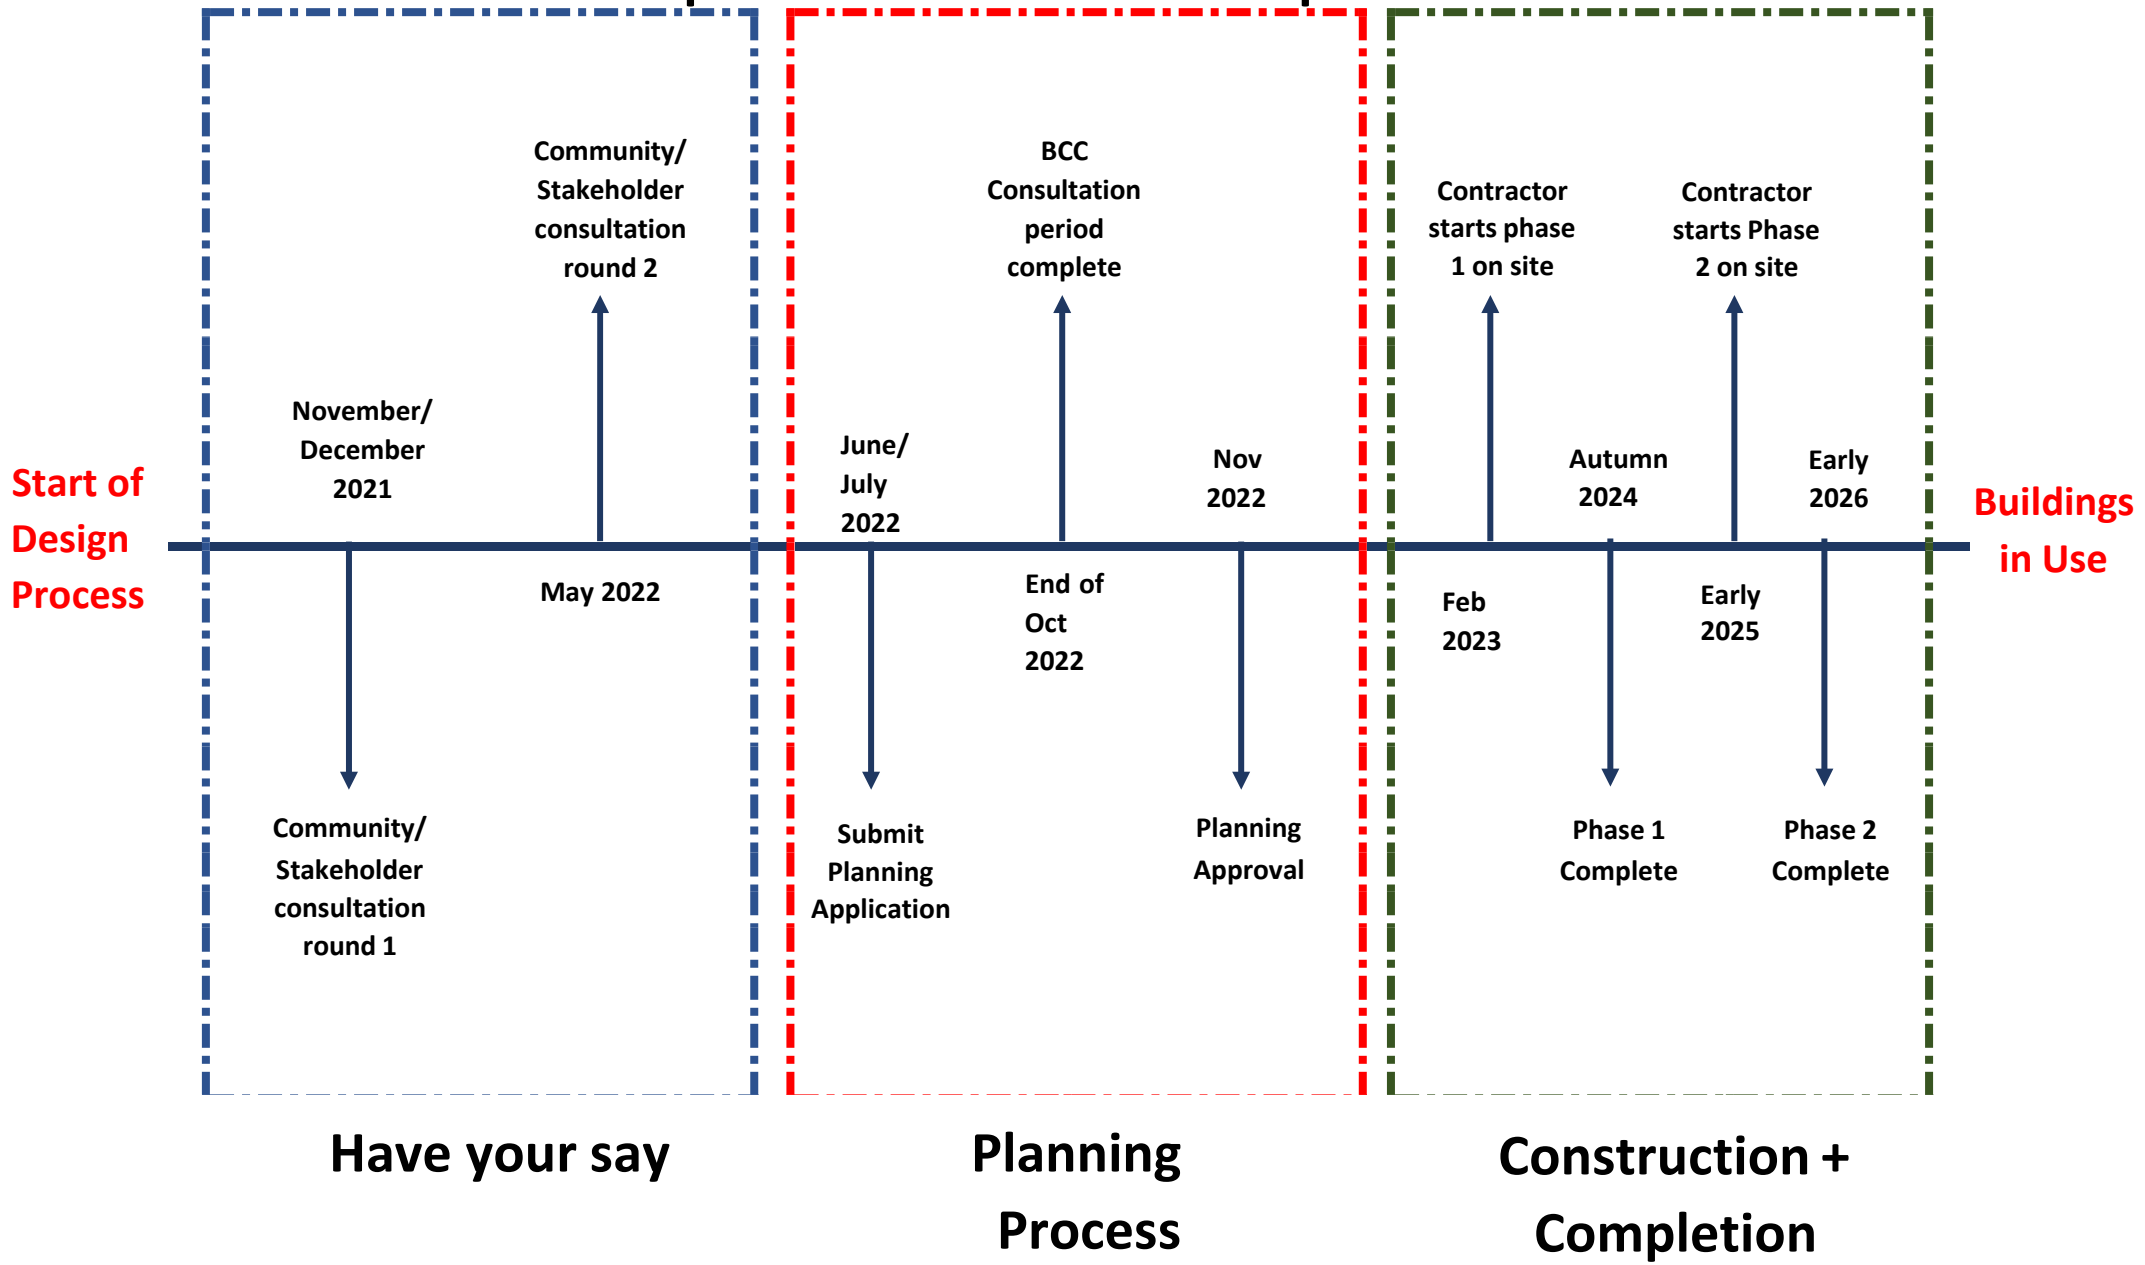 Start of
Design
Process
November/
December
2021
Community/
Stakeholder
consultation
round 1
Community/
Stakeholder
consultation
round 2
May 2022
June/
July
2022
Submit
Planning
Application
BCC
Consultation
period
complete
End of
Oct
2022
Nov
2022
Planning
Approval
Contractor
starts phase
1 on site
Feb
2023
Autumn
2024
Phase 1
Complete
Contractor
starts Phase
2 on site
Early
2025
Early
2026
Phase 2
Complete
Buildings
in Use
Have your say
Planning
Process
Construction +
Completion